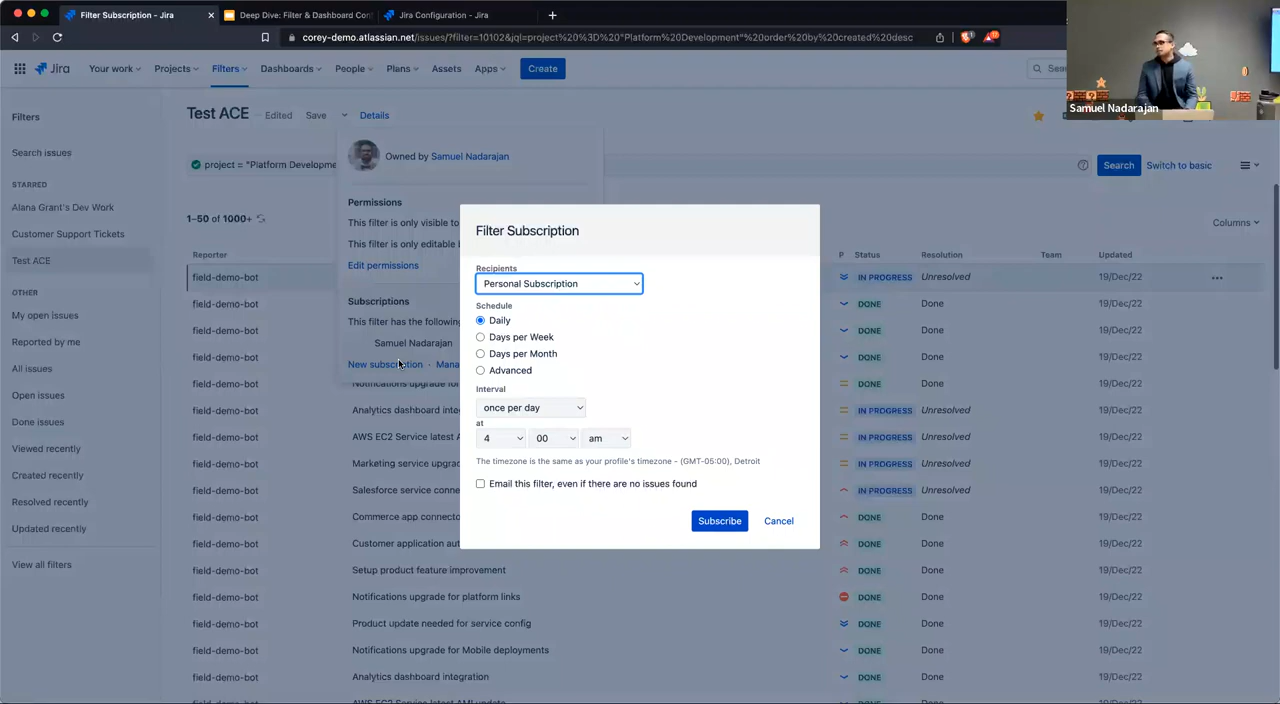 Filter Subscription - Jira
Deep Dive: Filter & Dashboard Con
Jira Configuration - Jira
corey-demo.atlassian.net/issues/?filter=10102&jql=project%20%3D%20"Platform%20Development"%20order%20by%20created%20desc
Jira
Your work
Projects
Filters
Dashboards
People
Plans
Assets
Apps
Create
Samuel Nadarajan
Filters
Search issues
STARRED
Alana Grant's Dev Work
Customer Support Tickets
Test ACE
OTHER
My open issues
Reported by me
All issues
Open issues
Done issues
Viewed recently
Created recently
Resolved recently
Updated recently
View all filters
Test ACE
Edited
Save
Details
project = "Platform Developme
Search
Switch to basic
1-50 of 1000+
Columns
Owned by Samuel Nadarajan
Permissions
This filter is only visible to
This filter is only editable
Edit permissions
Subscriptions
This filter has the following
Samuel Nadarajan
New subscription · Mana
Filter Subscription
Recipients
Personal Subscription
Schedule
Daily
Days per Week
Days per Month
Advanced
Interval
once per day
at
4 00 am
The timezone is the same as your profile's timezone - (GMT-05:00), Detroit
Email this filter, even if there are no issues found
Subscribe Cancel
Reporter P Status Resolution Team Updated
field-demo-bot IN PROGRESS Unresolved 19/Dec/22
field-demo-bot DONE Done 19/Dec/22
field-demo-bot DONE Done 19/Dec/22
field-demo-bot DONE Done 19/Dec/22
field-demo-bot Notifications upgrade for DONE Done 19/Dec/22
field-demo-bot Analytics dashboard inte IN PROGRESS Unresolved 19/Dec/22
field-demo-bot AWS EC2 Service latest IN PROGRESS Unresolved 19/Dec/22
field-demo-bot Marketing service upgra IN PROGRESS Unresolved 19/Dec/22
field-demo-bot Salesforce service conne IN PROGRESS Unresolved 19/Dec/22
field-demo-bot Commerce app connecto DONE Done 19/Dec/22
field-demo-bot Customer application aut DONE Done 19/Dec/22
field-demo-bot Setup product feature improvement DONE Done 19/Dec/22
field-demo-bot Notifications upgrade for platform links DONE Done 19/Dec/22
field-demo-bot Product update needed for service config DONE Done 19/Dec/22
field-demo-bot Notifications upgrade for Mobile deployments DONE Done 19/Dec/22
field-demo-bot Analytics dashboard integration DONE Done 19/Dec/22